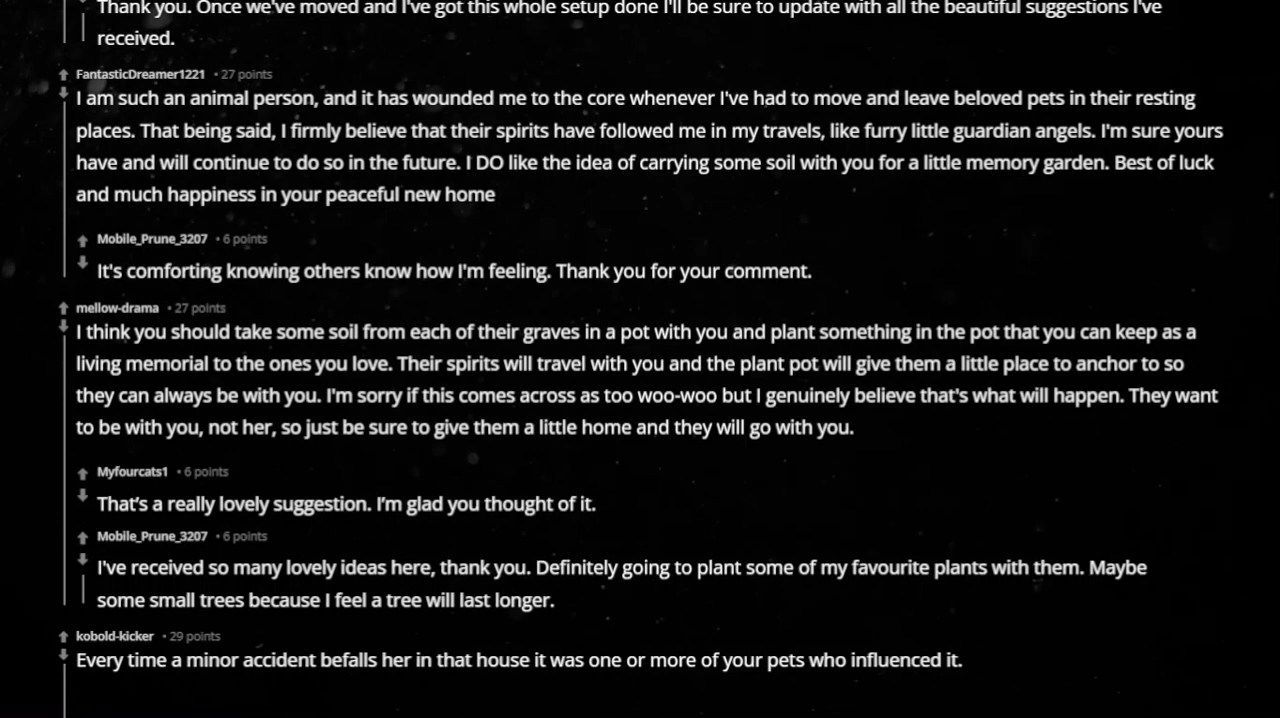 Thank you. Once we've moved and I've got this whole setup done I'll be sure to update with all the beautiful suggestions I've
received.
FantasticDreamer1221 • 27 points
I am such an animal person, and it has wounded me to the core whenever I've had to move and leave beloved pets in their resting
places. That being said, I firmly believe that their spirits have followed me in my travels, like furry little guardian angels. I'm sure yours
have and will continue to do so in the future. I DO like the idea of carrying some soil with you for a little memory garden. Best of luck
and much happiness in your peaceful new home
Mobile_Prune_3207 • 6 points
It's comforting knowing others know how I'm feeling. Thank you for your comment.
mellow-drama • 27 points
I think you should take some soil from each of their graves in a pot with you and plant something in the pot that you can keep as a
living memorial to the ones you love. Their spirits will travel with you and the plant pot will give them a little place to anchor to so
they can always be with you. I'm sorry if this comes across as too woo-woo but I genuinely believe that's what will happen. They want
to be with you, not her, so just be sure to give them a little home and they will go with you.
Myfourcats1 • 6 points
That’s a really lovely suggestion. I’m glad you thought of it.
Mobile_Prune_3207 • 6 points
I've received so many lovely ideas here, thank you. Definitely going to plant some of my favourite plants with them. Maybe
some small trees because I feel a tree will last longer.
kobold-kicker • 29 points
Every time a minor accident befalls her in that house it was one or more of your pets who influenced it.